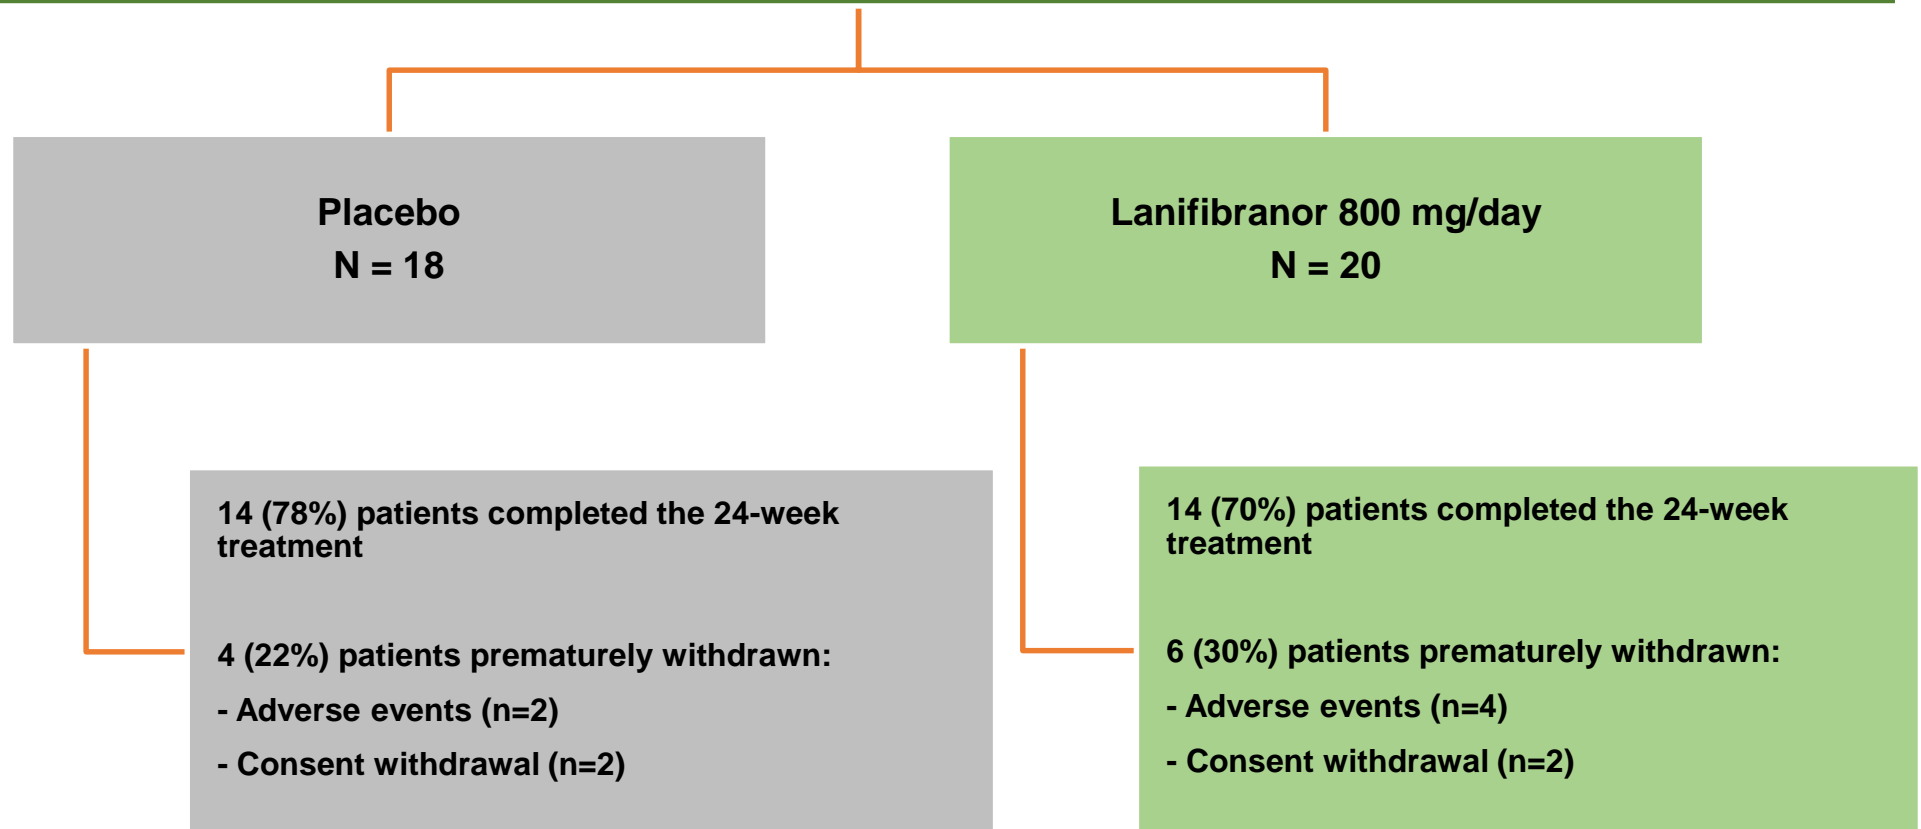 Placebo
N = 18
Lanifibranor 800 mg/day
N = 20
14 (78%) patients completed the 24-week
treatment
4 (22%) patients prematurely withdrawn:
- Adverse events (n=2)
- Consent withdrawal (n=2)
14 (70%) patients completed the 24-week
treatment
6 (30%) patients prematurely withdrawn:
- Adverse events (n=4)
- Consent withdrawal (n=2)